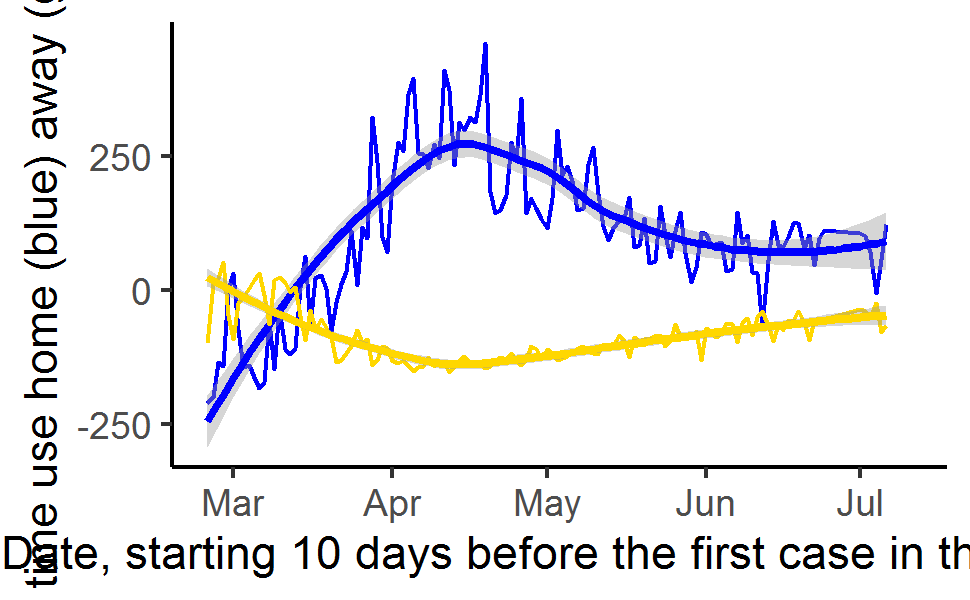 time use home (blue) away (
250
0
-250
Mar Apr May Jun Jul
Date, starting 10 days before the first case in